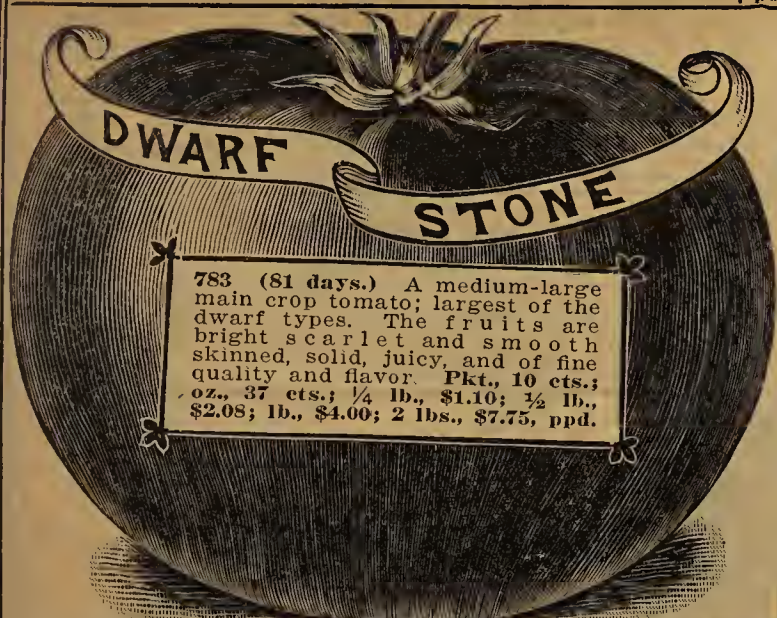 DWARF
STONE
783 (81 days.) A medium-large
main crop tomato; largest of the
dwarf types. The fruits are
bright scarlet and smooth
skinned, solid, juicy, and of fine
quality and flavor. Pkt., 10 cts.;
oz., 37 cts.; ¼ lb., $1.10; ½ lb.,
$2.08; lb., $4.00; 2 lbs., $7.75, ppd.